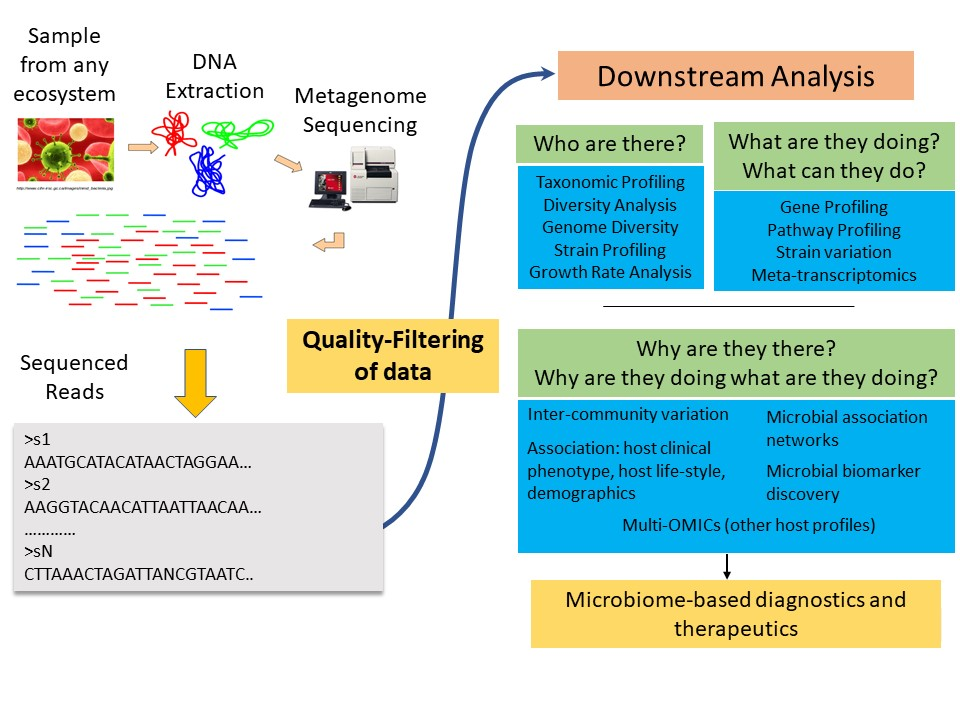 Sample
from any
ecosystem
DNA
Extraction
Metagenome
Sequencing
Sequenced
Reads
>s1
AAATGCATACATAACTAGGAA...
>s2
AAGGTACAACATTAATTAACAA...
............
>sN
CTTAAACTAGATTANCGTAATC..
Quality-Filtering
of data
Downstream Analysis
Who are there?
Taxonomic Profiling
Diversity Analysis
Genome Diversity
Strain Profiling
Growth Rate Analysis
What are they doing?
What can they do?
Gene Profiling
Pathway Profiling
Strain variation
Meta-transcriptomics
Why are they there?
Why are they doing what are they doing?
Inter-community variation
Association: host clinical
phenotype, host life-style,
demographics
Microbial association
networks
Microbial biomarker
discovery
Multi-OMICs (other host profiles)
Microbiome-based diagnostics and
therapeutics